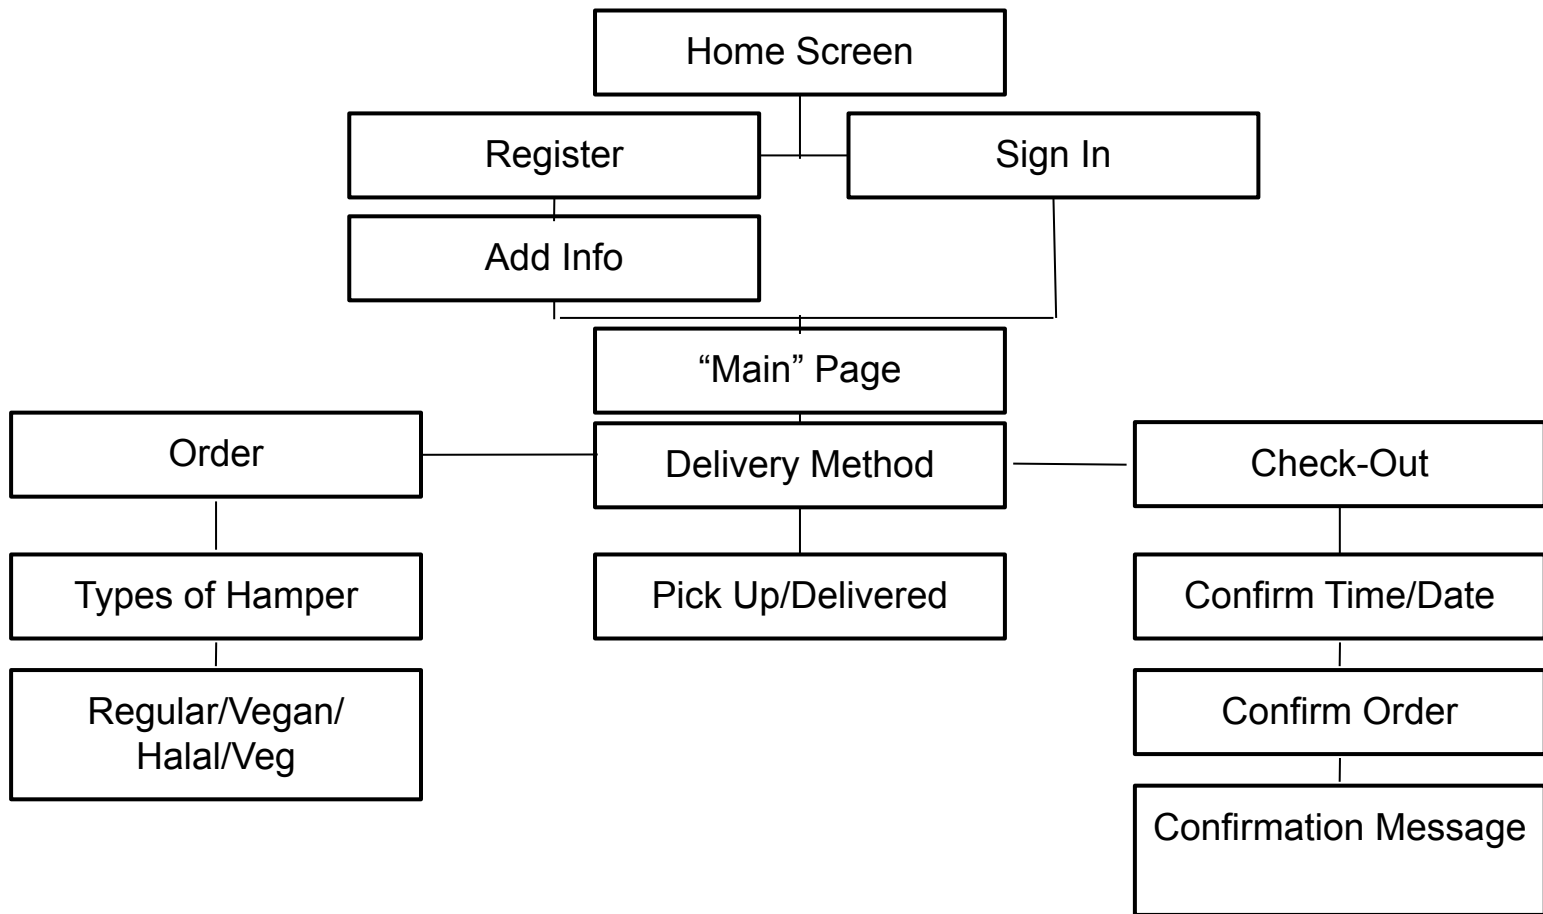 Home Screen
Register
Sign In
Add Info
“Main” Page
Order
Delivery Method
Check-Out
Types of Hamper
Pick Up/Delivered
Confirm Time/Date
Regular/Vegan/
Halal/Veg
Confirm Order
Confirmation Message